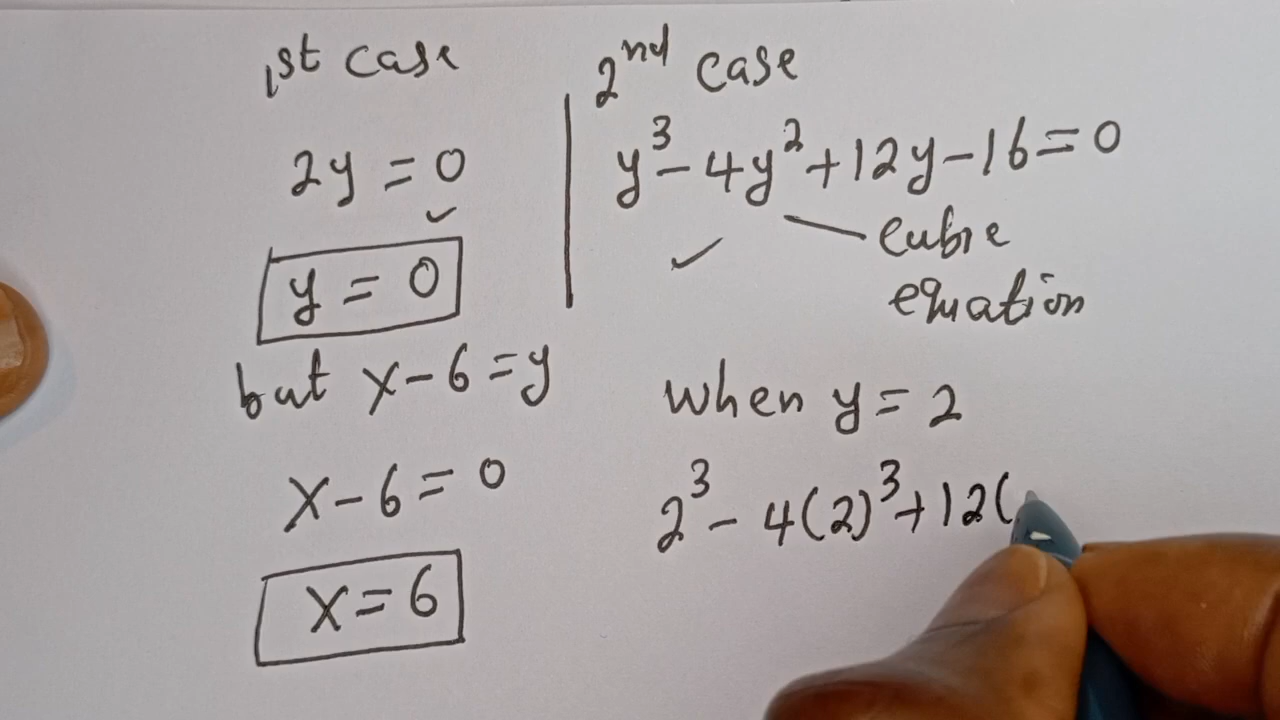 1st case
2y = 0
y = 0
but x-6=y
x-6=0
x=6
2nd case
y³-4y²+12y-16=0
cubic
equation
when y=2
2³-4(2)³+12(